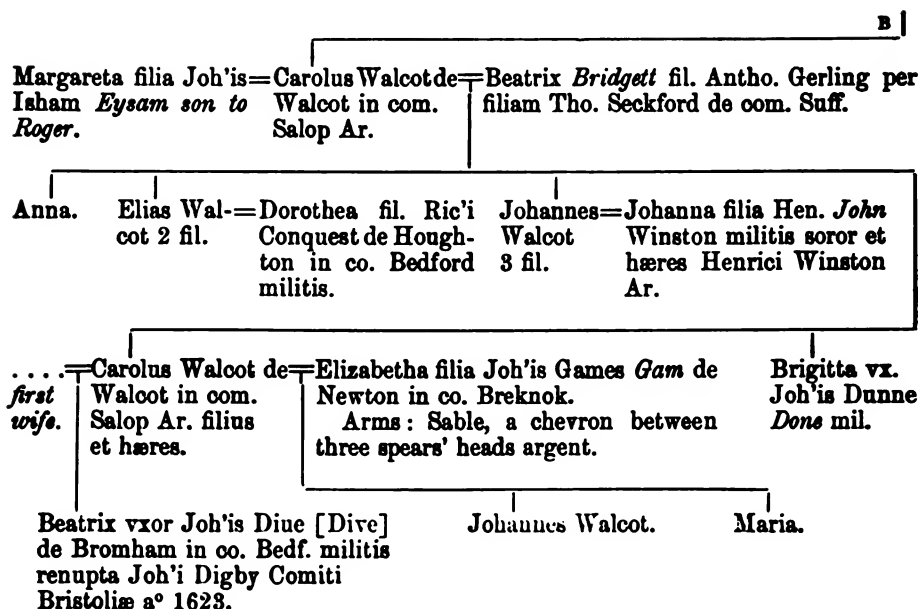 B
Margareta filia Joh'is=Carolus Walcot de=Beatrix Bridgett fil. Antho. Gerling per
Isham Eysam son to Walcot in com. filiam Tho. Seckford de com. Suff.
Roger. Salop Ar.
Anna. Elias Wal-=Dorothea fil. Ric'i Johannes=Johanna filia Hen. John
cot 2 fil. Conquest de Hough- Walcot Winston militis soror et
ton in co. Bedford 3 fil. hæres Henrici Winston
militis. Ar.
. . . .=Carolus Walcot de=Elizabetha filia Joh'is Games Gam de Brigitta vx.
first Walcot in com. Newton in co. Breknok. Joh'is Dunne
wife. Salop Ar. filius Arms: Sable, a chevron between Done mil.
et hæres. three spears' heads argent.
Beatrix vxor Joh'is Diue [Dive] Johannes Walcot. Maria.
de Bromham in co. Bedf. militis
renupta Joh'i Digby Comiti
Bristoliæ aº 1623.